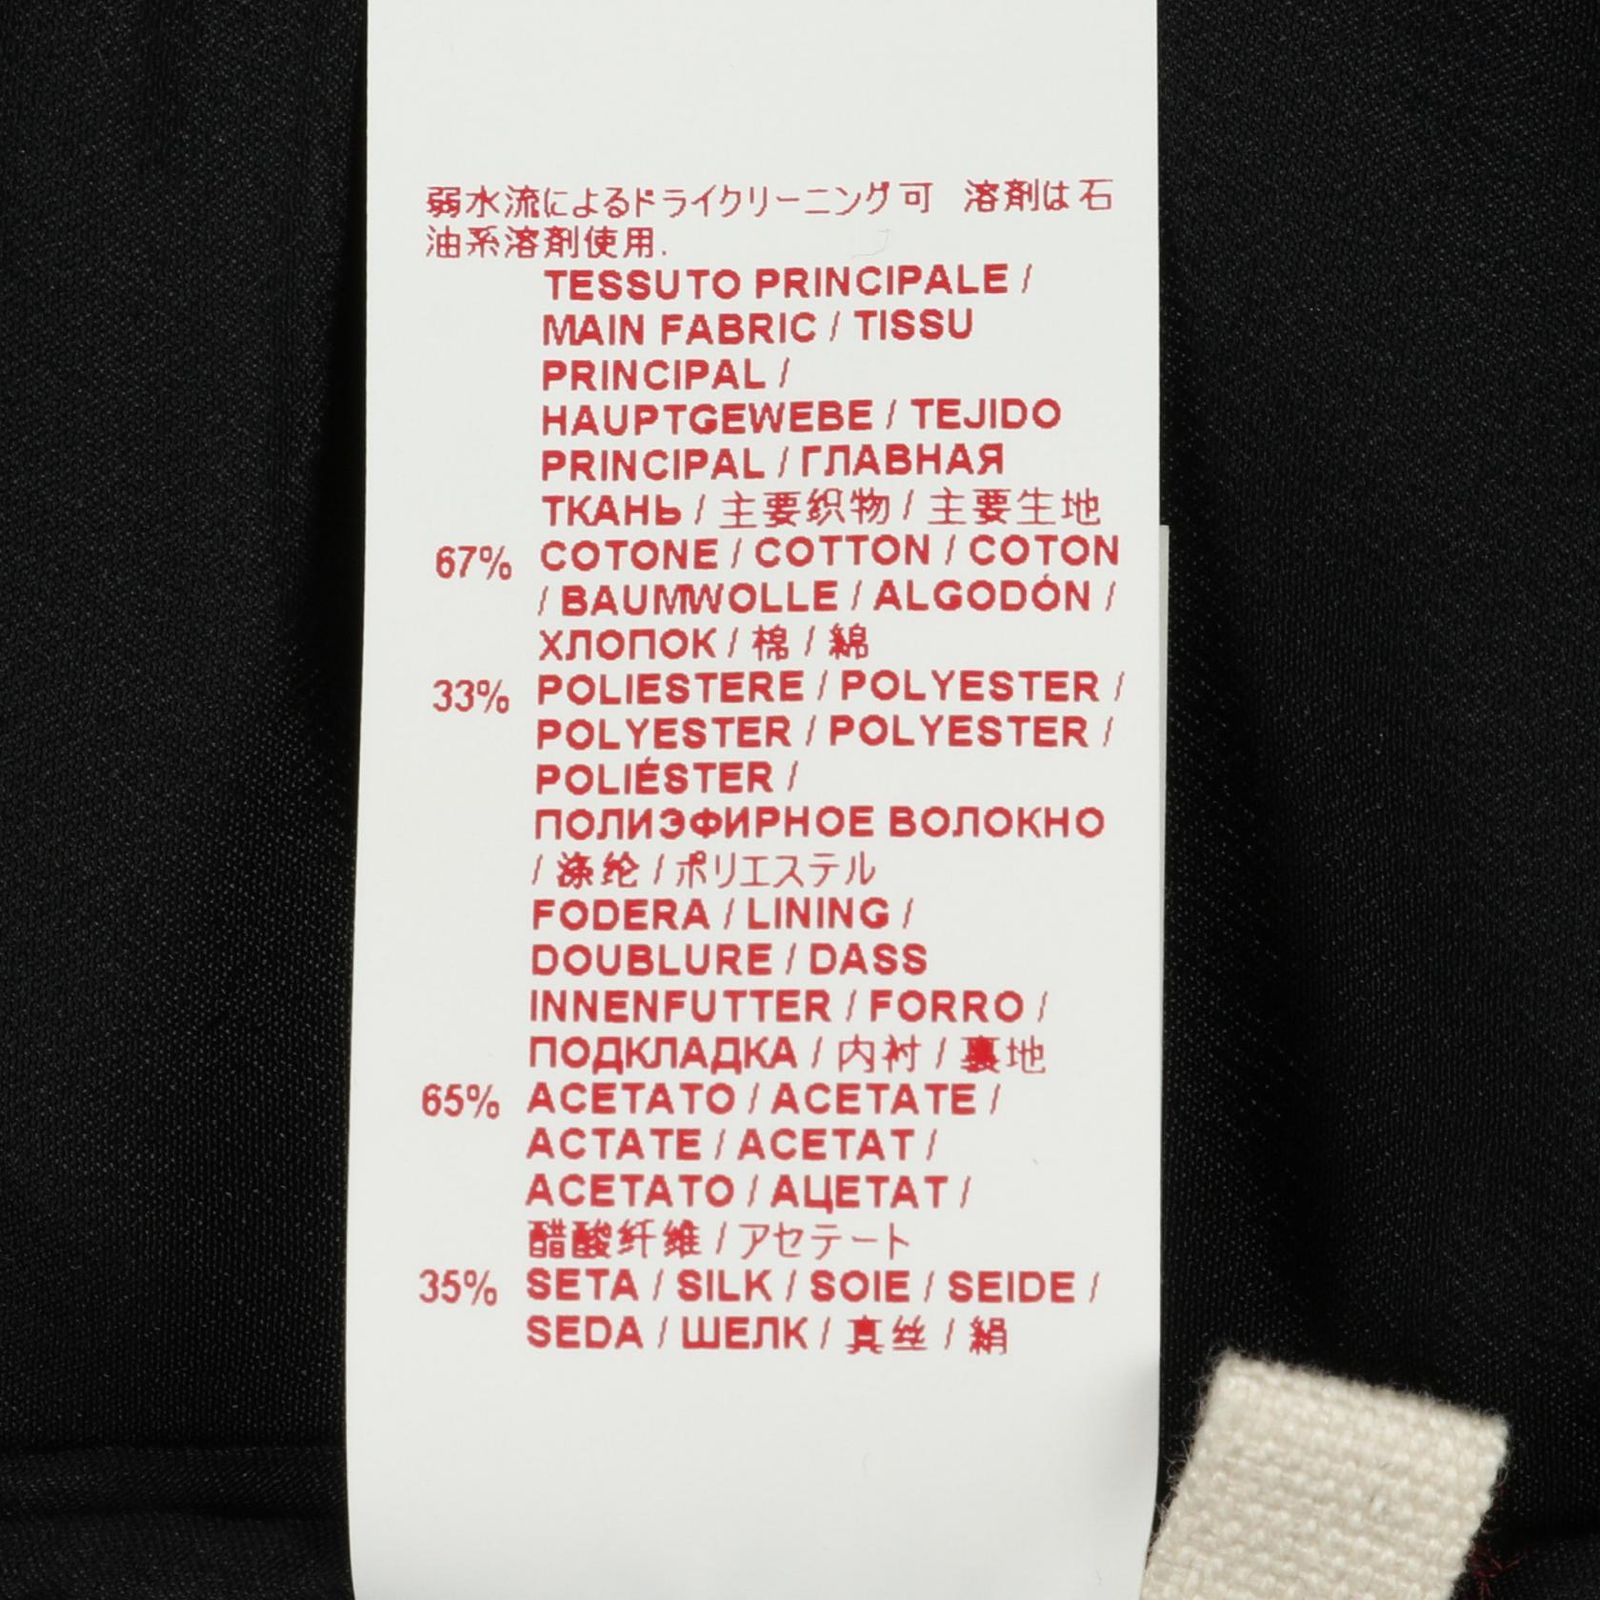 弱水流によるドライクリーニング可 溶剤は石
油系溶剤使用.
TESSUTO PRINCIPALE /
MAIN FABRIC / TISSU
PRINCIPAL /
HAUPTGEWEBE / TEJIDO
PRINCIPAL / ГЛАВНАЯ
ТКАНЬ / 主要织物 / 主要生地
67% COTONE / COTTON / COTON
/ BAUMWOLLE / ALGODÓN /
ХЛОПОК / 棉 / 綿
33% POLIESTERE / POLYESTER /
POLYESTER / POLYESTER /
POLIÉSTER /
ПОЛИЭФИРНОЕ ВОЛОКНО
/ 涤纶 / ポリエステル
FODERA / LINING /
DOUBLURE / DASS
INNENFUTTER / FORRO /
ПОДКЛАДКА / 内衬 / 裏地
65% ACETATO / ACETATE /
ACTATE / ACETAT /
ACETATO / АЦЕТАТ /
醋酸纤维 / アセテート
35% SETA / SILK / SOIE / SEIDE /
SEDA / ШЕЛК / 真丝 / 絹